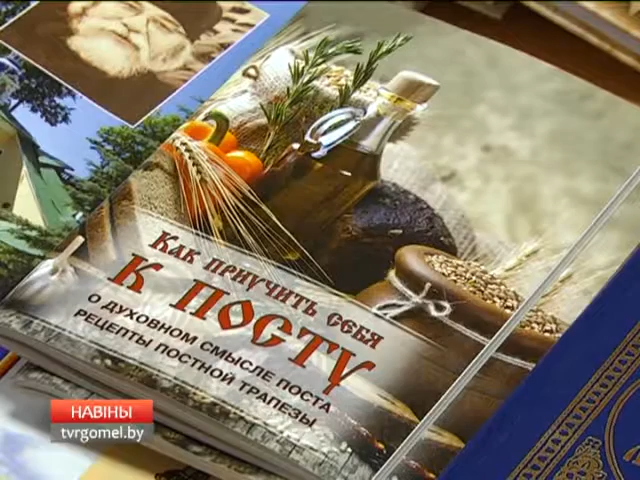 Как приучить себя
к посту
О ДУХОВНОМ СМЫСЛЕ ПОСТА
РЕЦЕПТЫ ПОСТНОЙ ТРАПЕЗЫ
НАВІНЫ
tvrgomel.by